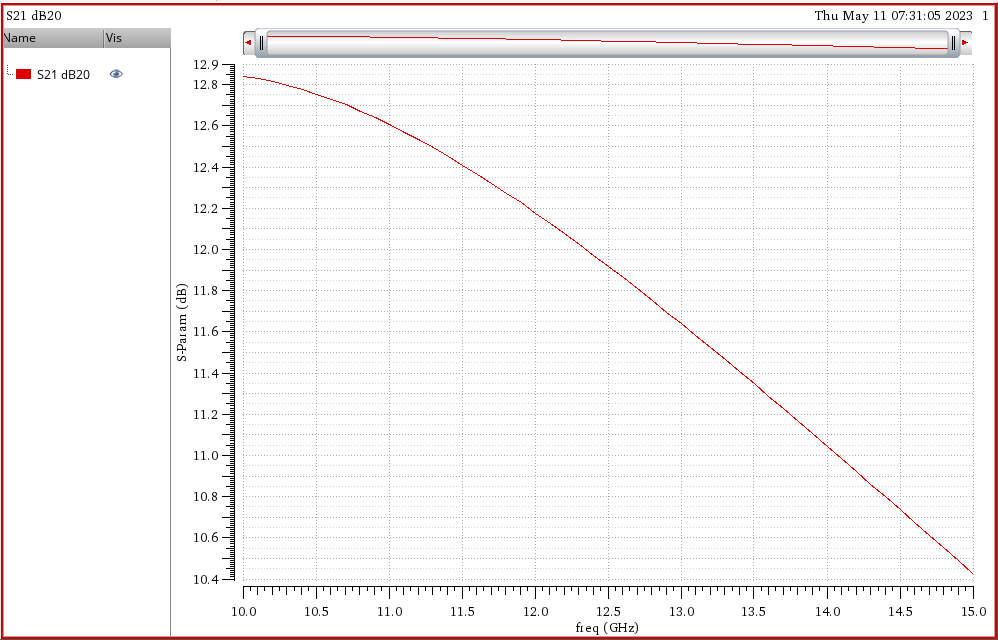 S21 dB20
Thu May 11 07:31:05 2023 1
Name Vis
S21 dB20
12.9
12.8
12.6
12.4
12.2
12.0
11.8
11.6
11.4
11.2
11.0
10.8
10.6
10.4
S-Param (dB)
10.0 10.5 11.0 11.5 12.0 12.5 13.0 13.5 14.0 14.5 15.0
freq (GHz)